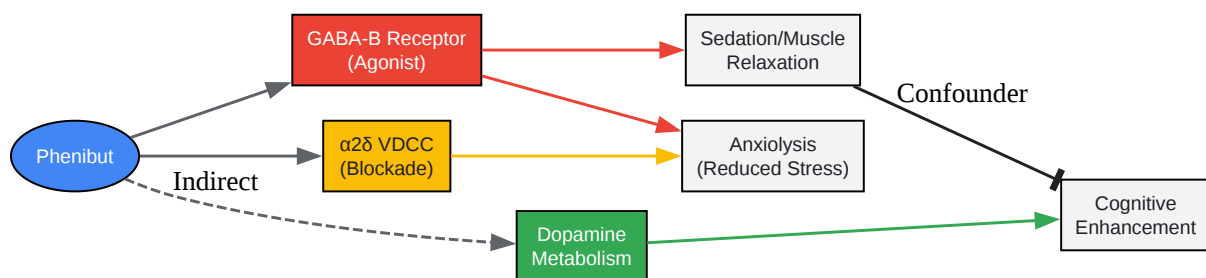 GABA-B Receptor
(Agonist)
Sedation/Muscle
Relaxation
Confounder
Phenibut
α2δ VDCC
(Blockade)
Anxiolysis
(Reduced Stress)
Indirect
Dopamine
Metabolism
Cognitive
Enhancement